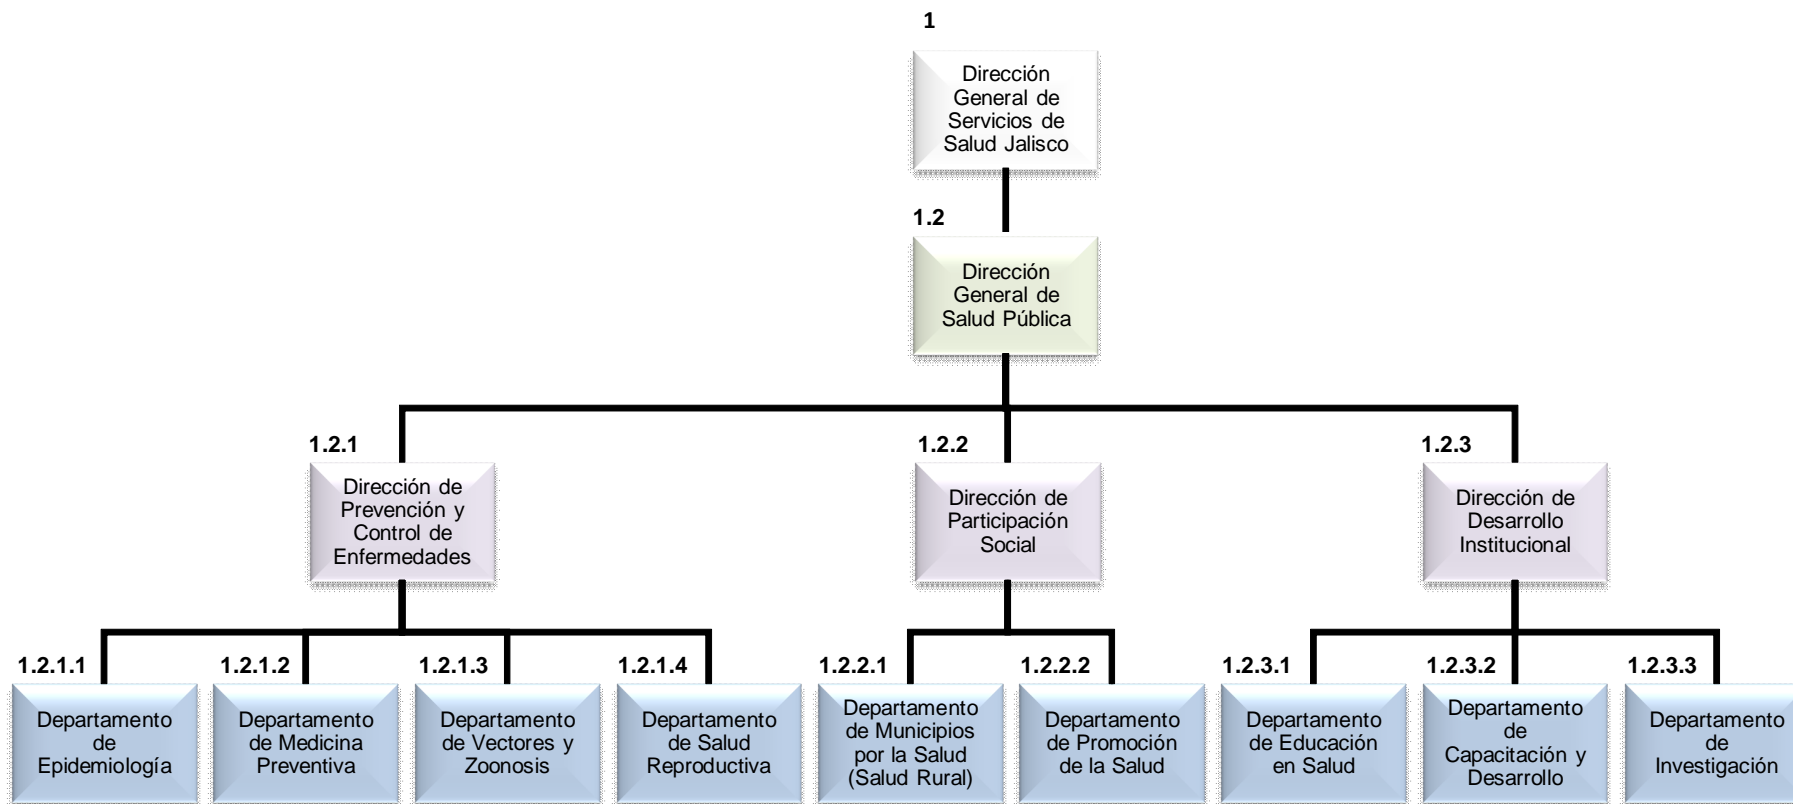 1
Dirección
General de
Servicios de
Salud Jalisco
1.2
Dirección
General de
Salud Pública
1.2.1
Dirección de
Prevención y
Control de
Enfermedades
1.2.2
Dirección de
Participación
Social
1.2.3
Dirección de
Desarrollo
Institucional
1.2.1.1
Departamento
de
Epidemiología
1.2.1.2
Departamento
de Medicina
Preventiva
1.2.1.3
Departamento
de Vectores y
Zoonosis
1.2.1.4
Departamento
de Salud
Reproductiva
1.2.2.1
Departamento
de Municipios
por la Salud
(Salud Rural)
1.2.2.2
Departamento
de Promoción
de la Salud
1.2.3.1
Departamento
de Educación
en Salud
1.2.3.2
Departamento
de
Capacitación y
Desarrollo
1.2.3.3
Departamento
de
Investigación